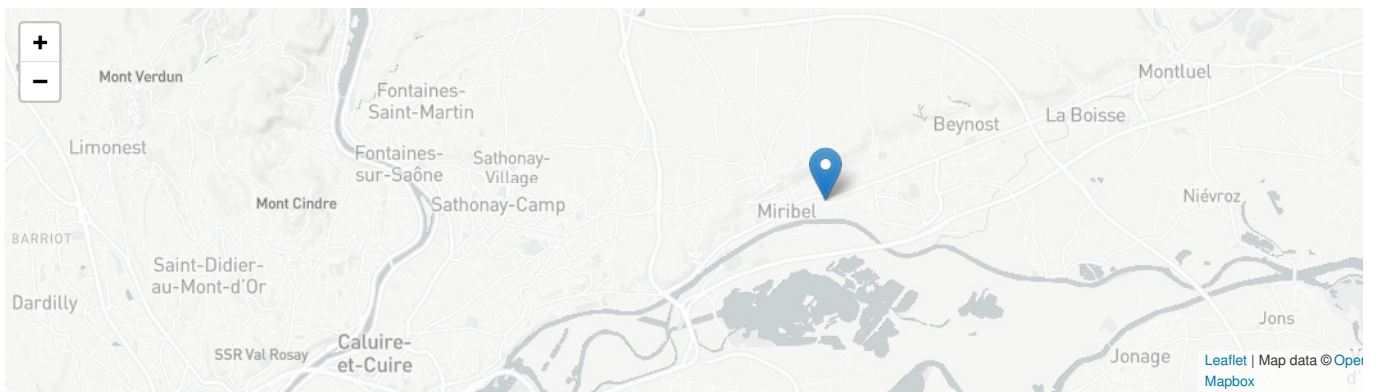 +
−
Mont Verdun
Montluel
Fontaines-
Saint-Martin
La Boisse
Beynost
Limonest
Fontaines-
sur-Saône
Sathonay-
Village
Niévroz
Mont Cindre
Sathonay-Camp
Miribel
BARRIOT
Saint-Didier-
au-Mont-d'Or
Dardilly
Jons
Caluire-
et-Cuire
SSR Val Rosay
Jonage
Leaflet | Map data © Open
Mapbox